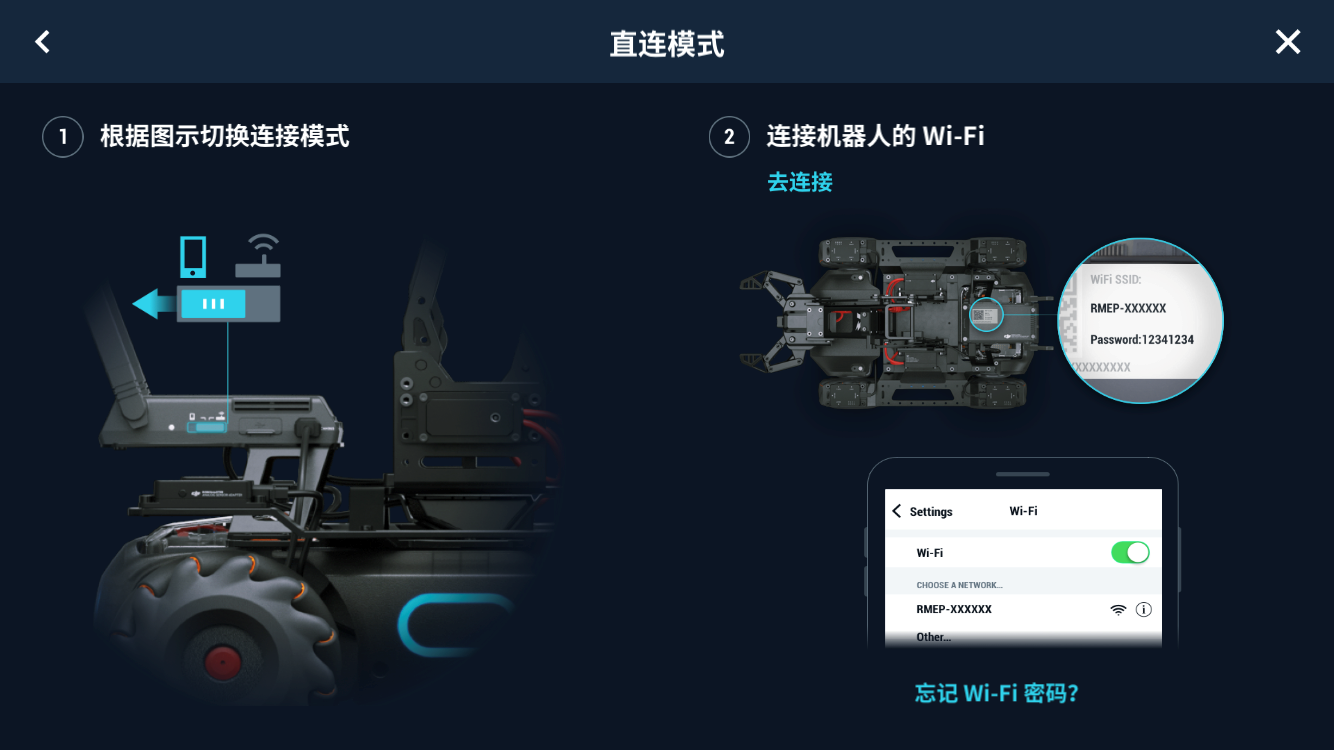 直连模式
1 根据图示切换连接模式
2 连接机器人的 Wi-Fi
去连接
WiFi SSID:
RMEP-XXXXXX
Password:12341234
XXXXXXXXX
Settings Wi-Fi
Wi-Fi
CHOOSE A NETWORK...
RMEP-XXXXXX
Other...
忘记 Wi-Fi 密码?